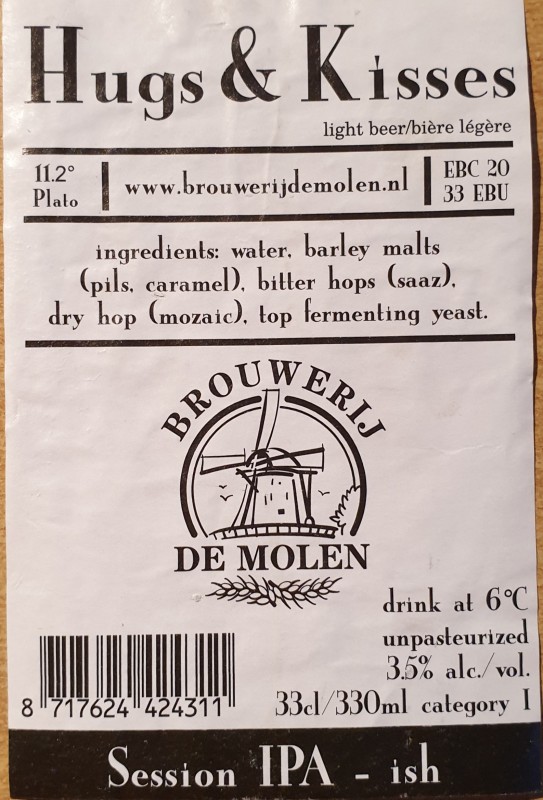 Hugs & Kisses
light beer/bière légère
11.2°
Plato
www.brouwerijdemolen.nl
EBC 20
33 EBU
ingredients: water, barley malts
(pils, caramel), bitter hops (saaz),
dry hop (mozaic), top fermenting yeast.
BROUWERIJ
DE MOLEN
drink at 6°C
unpasteurized
3.5% alc./vol.
33cl/330ml category I
8 717624 424311
Session IPA - ish